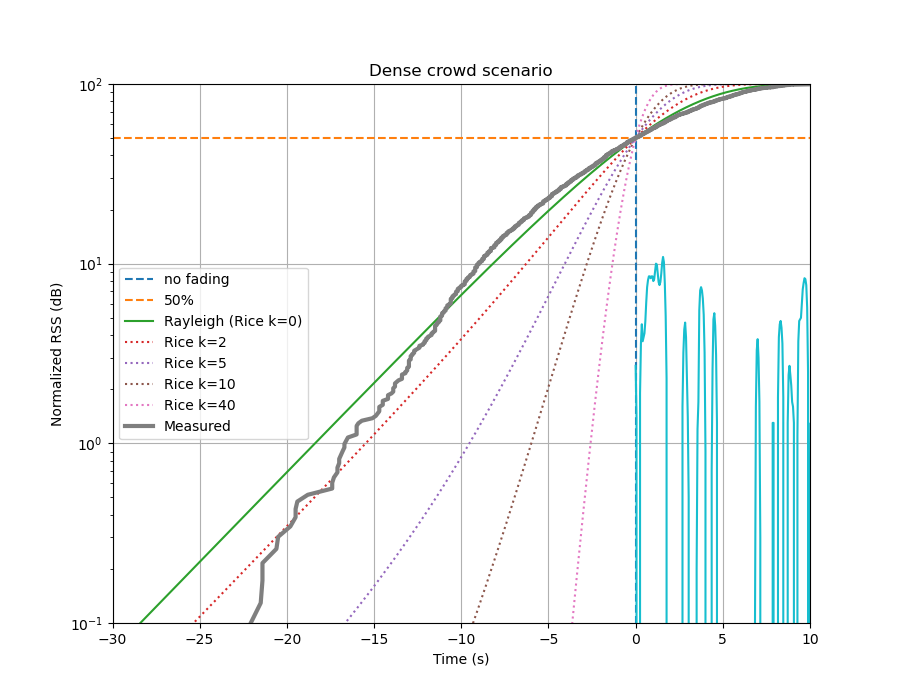 Dense crowd scenario
Normalized RSS (dB)
10²
10¹
10⁰
10⁻¹
no fading
50%
Rayleigh (Rice k=0)
Rice k=2
Rice k=5
Rice k=10
Rice k=40
Measured
−30 −25 −20 −15 −10 −5 0 5 10
Time (s)